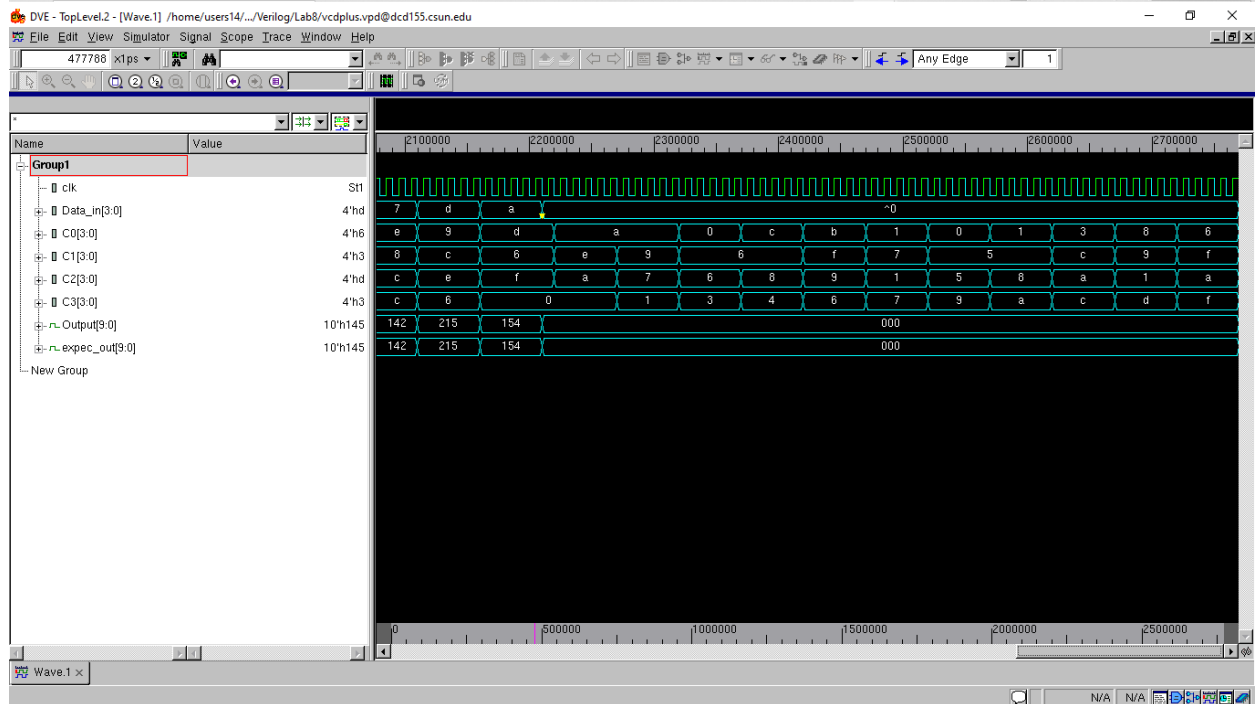 DVE - TopLevel.2 - [Wave.1] /home/users14/.../Verilog/Lab8/vcdplus.vpd@dcd155.csun.edu
File Edit View Simulator Signal Scope Trace Window Help
477788 x1ps Any Edge 1
*
Name Value 2100000 2200000 2300000 2400000 2500000 2600000 2700000
Group1
clk St1
Data_in[3:0] 4'hd 7 d a ^0
C0[3:0] 4'h6 e 9 d a 0 c b 1 0 1 3 8 6
C1[3:0] 4'h3 8 c 6 e 9 6 f 7 5 c 9 f
C2[3:0] 4'hd c e f a 7 6 8 9 1 5 8 a 1 a
C3[3:0] 4'h3 c 6 0 1 3 4 6 7 9 a c d f
Output[9:0] 10'h145 142 215 154 000
expec_out[9:0] 10'h145 142 215 154 000
New Group
0 500000 1000000 1500000 2000000 2500000
Wave.1
N/A N/A